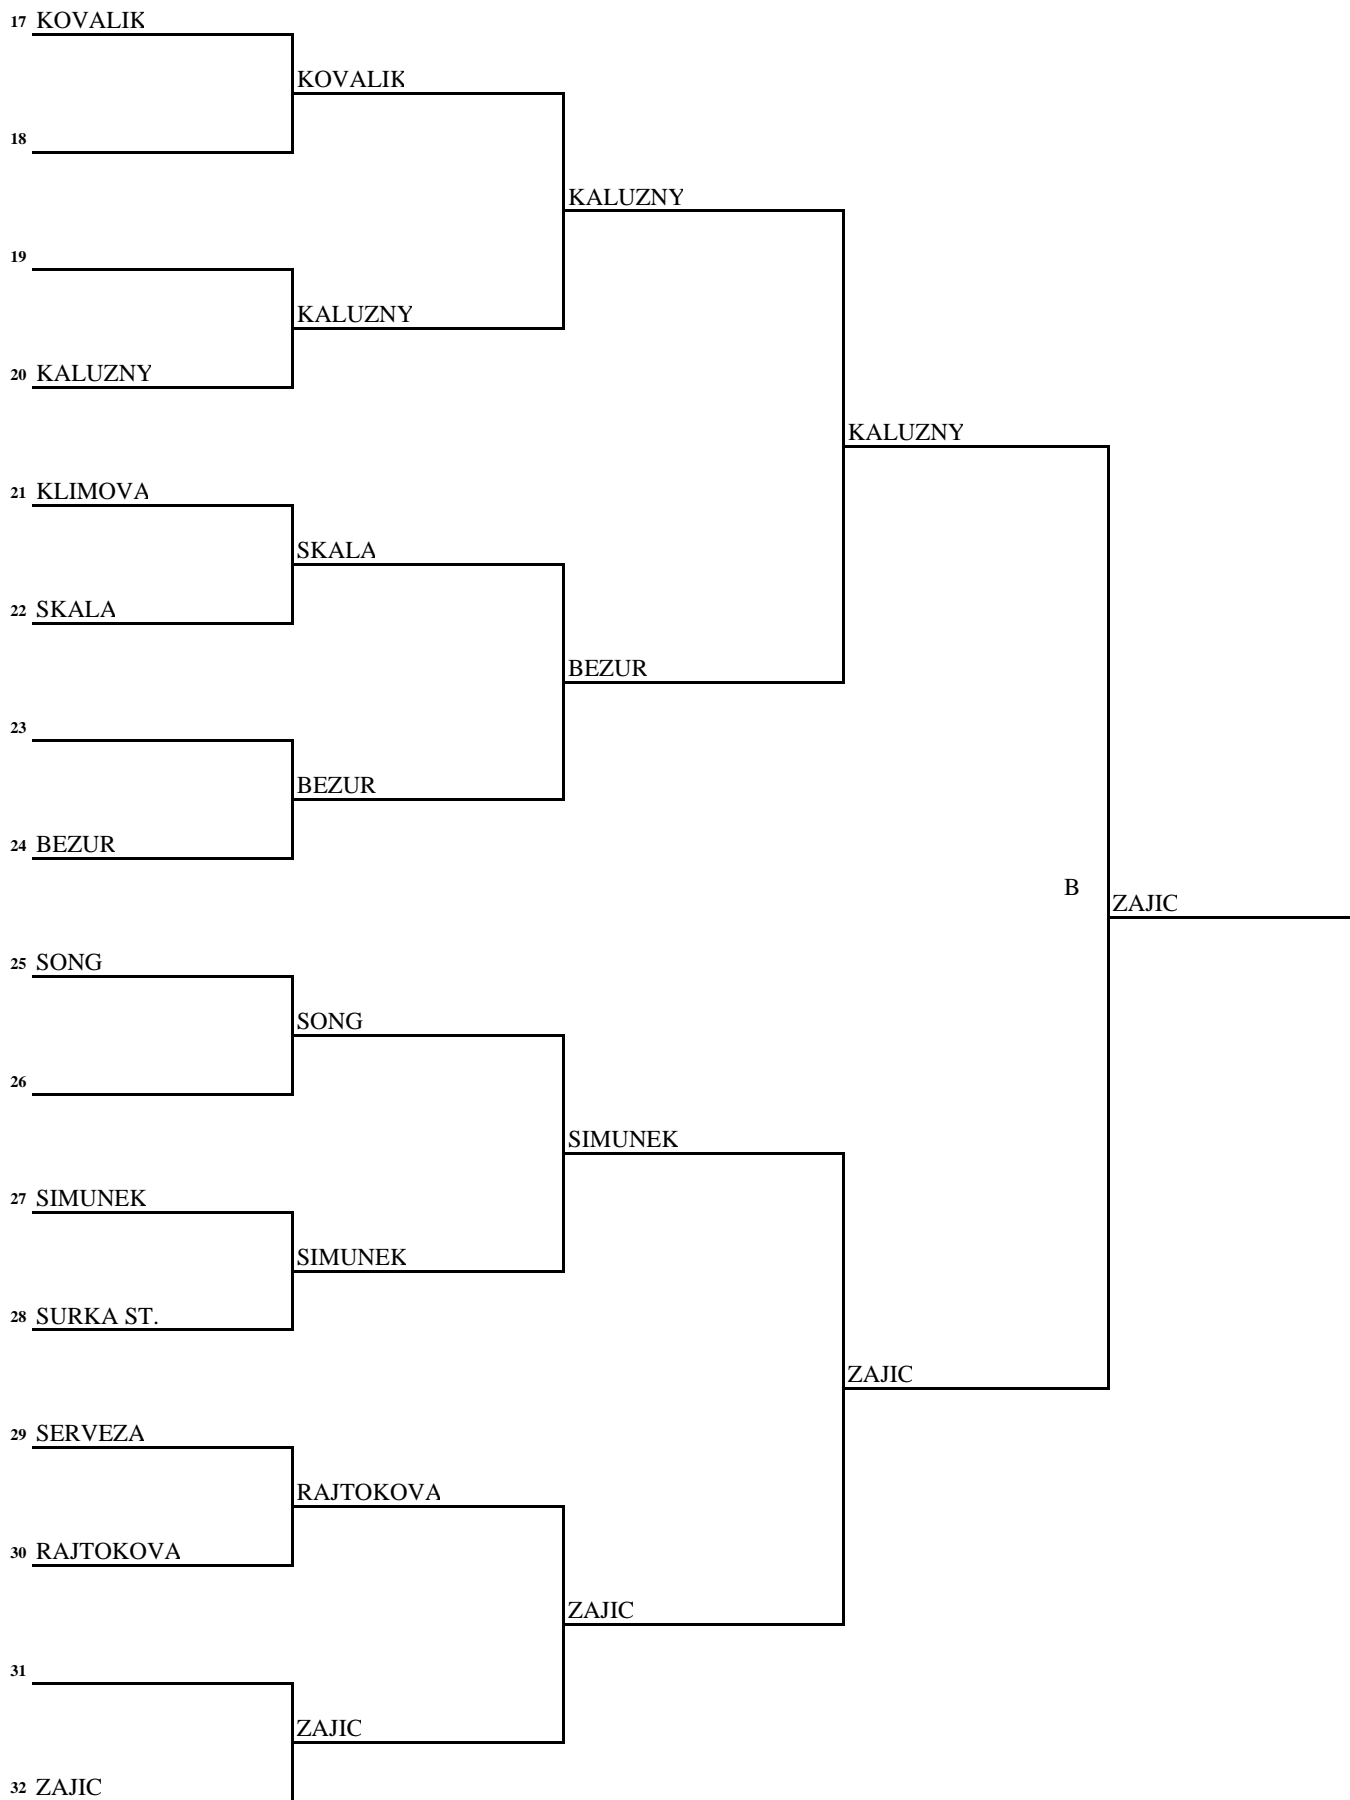 17 KOVALIK
KOVALIK
18
KALUZNY
19
KALUZNY
20 KALUZNY
KALUZNY
21 KLIMOVA
SKALA
22 SKALA
BEZUR
23
BEZUR
24 BEZUR
B
ZAJIC
25 SONG
SONG
26
SIMUNEK
27 SIMUNEK
SIMUNEK
28 SURKA ST.
ZAJIC
29 SERVEZA
RAJTOKOVA
30 RAJTOKOVA
ZAJIC
31
ZAJIC
32 ZAJIC